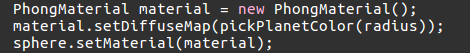 PhongMaterial material = new PhongMaterial();
material.setDiffuseMap(pickPlanetColor(radius));
sphere.setMaterial(material);